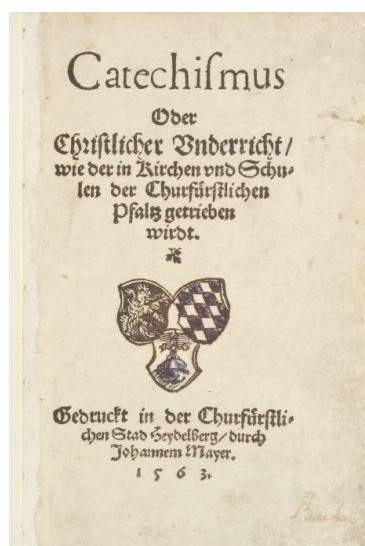 Catechiſmus
Oder
Chriſtlicher Vnderricht/
wie der in Kirchen vnd Schu-
len der Churfürſtlichen
Pfaltz getrieben
wirdt.
Gedruckt in der Churfürſtli-
chen Stad Heydelberg/ durch
Johannem Mayer.
1 5 6 3.